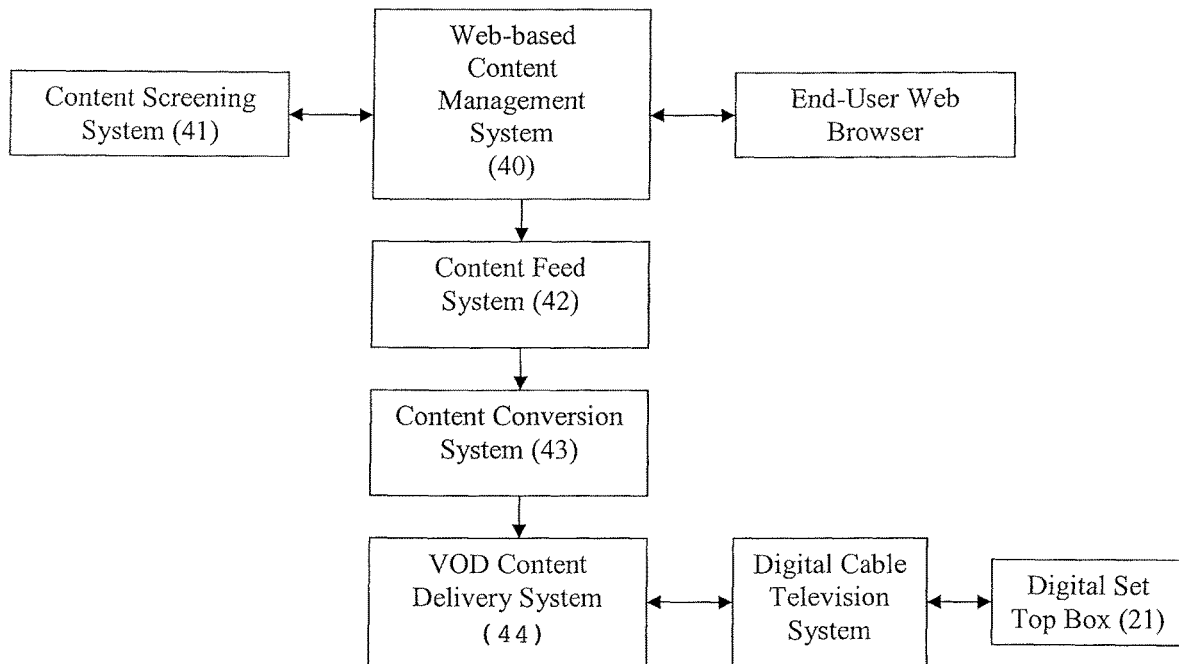 Web-based
Content
Management
System
(40)
Content Screening
System (41)
End-User Web
Browser
Content Feed
System (42)
Content Conversion
System (43)
VOD Content
Delivery System
(44)
Digital Cable
Television
System
Digital Set
Top Box (21)